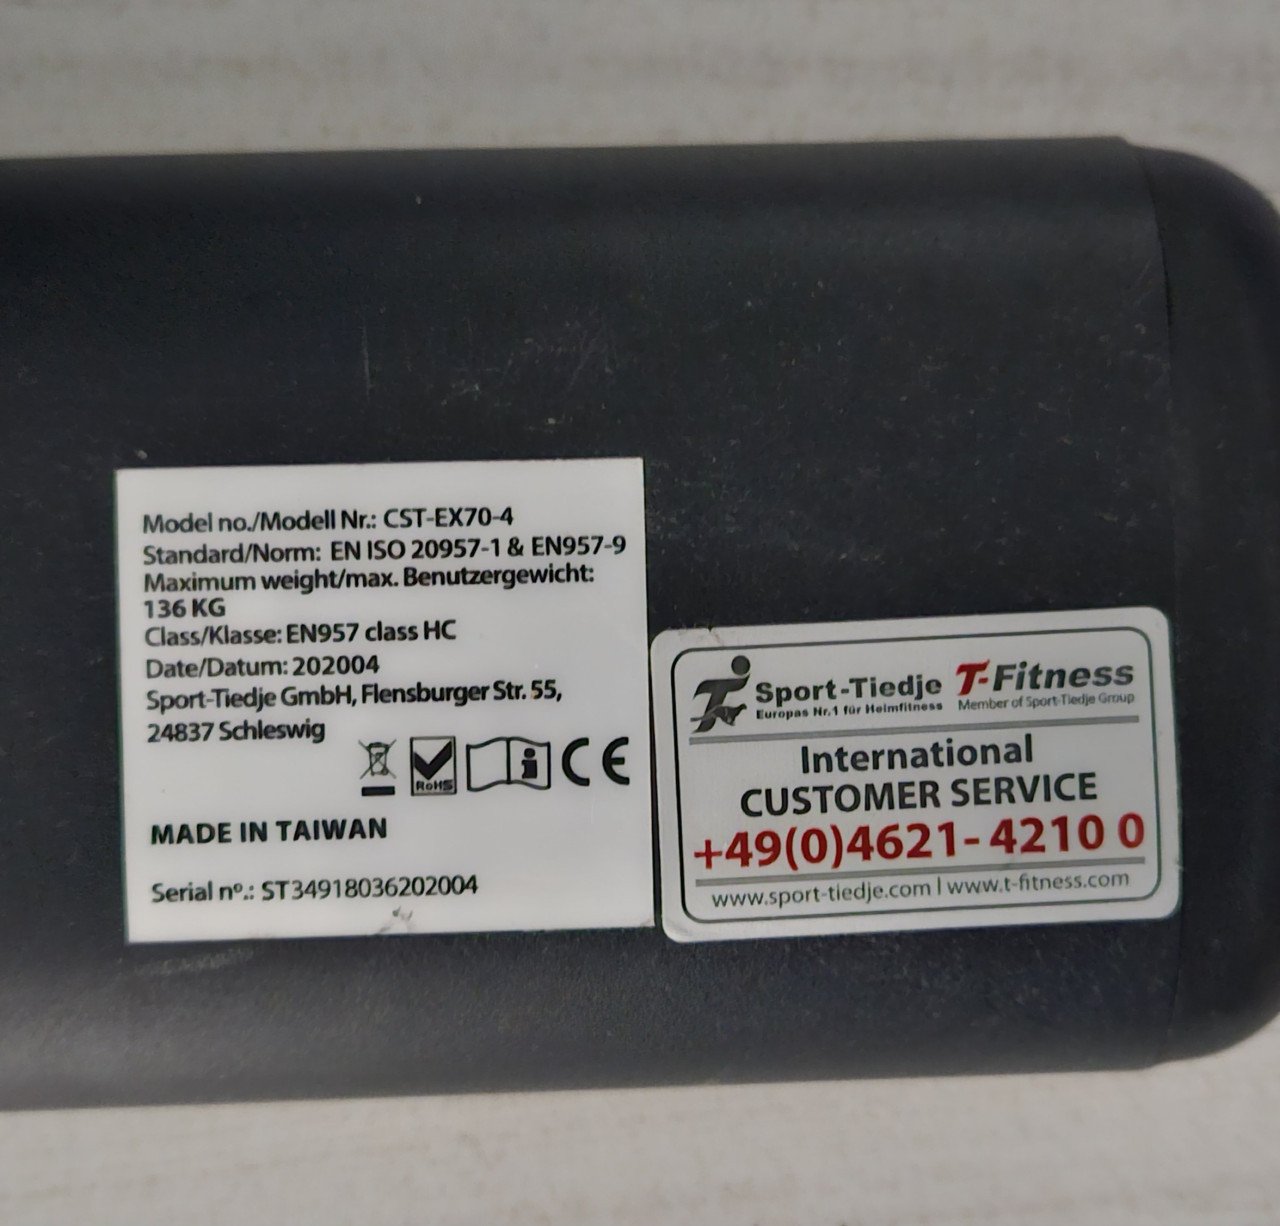 Model no./Modell Nr.: CST-EX70-4
Standard/Norm: EN ISO 20957-1 & EN957-9
Maximum weight/max. Benutzergewicht:
136 KG
Class/Klasse: EN957 class HC
Date/Datum: 202004
Sport-Tiedje GmbH, Flensburger Str. 55,
24837 Schleswig
RoHS
CE
MADE IN TAIWAN
Serial nº.: ST34918036202004
Sport-Tiedje
Europas Nr.1 für Heimfitness
T-Fitness
Member of Sport-Tiedje Group
International
CUSTOMER SERVICE
+49(0)4621-4210 0
www.sport-tiedje.com | www.t-fitness.com